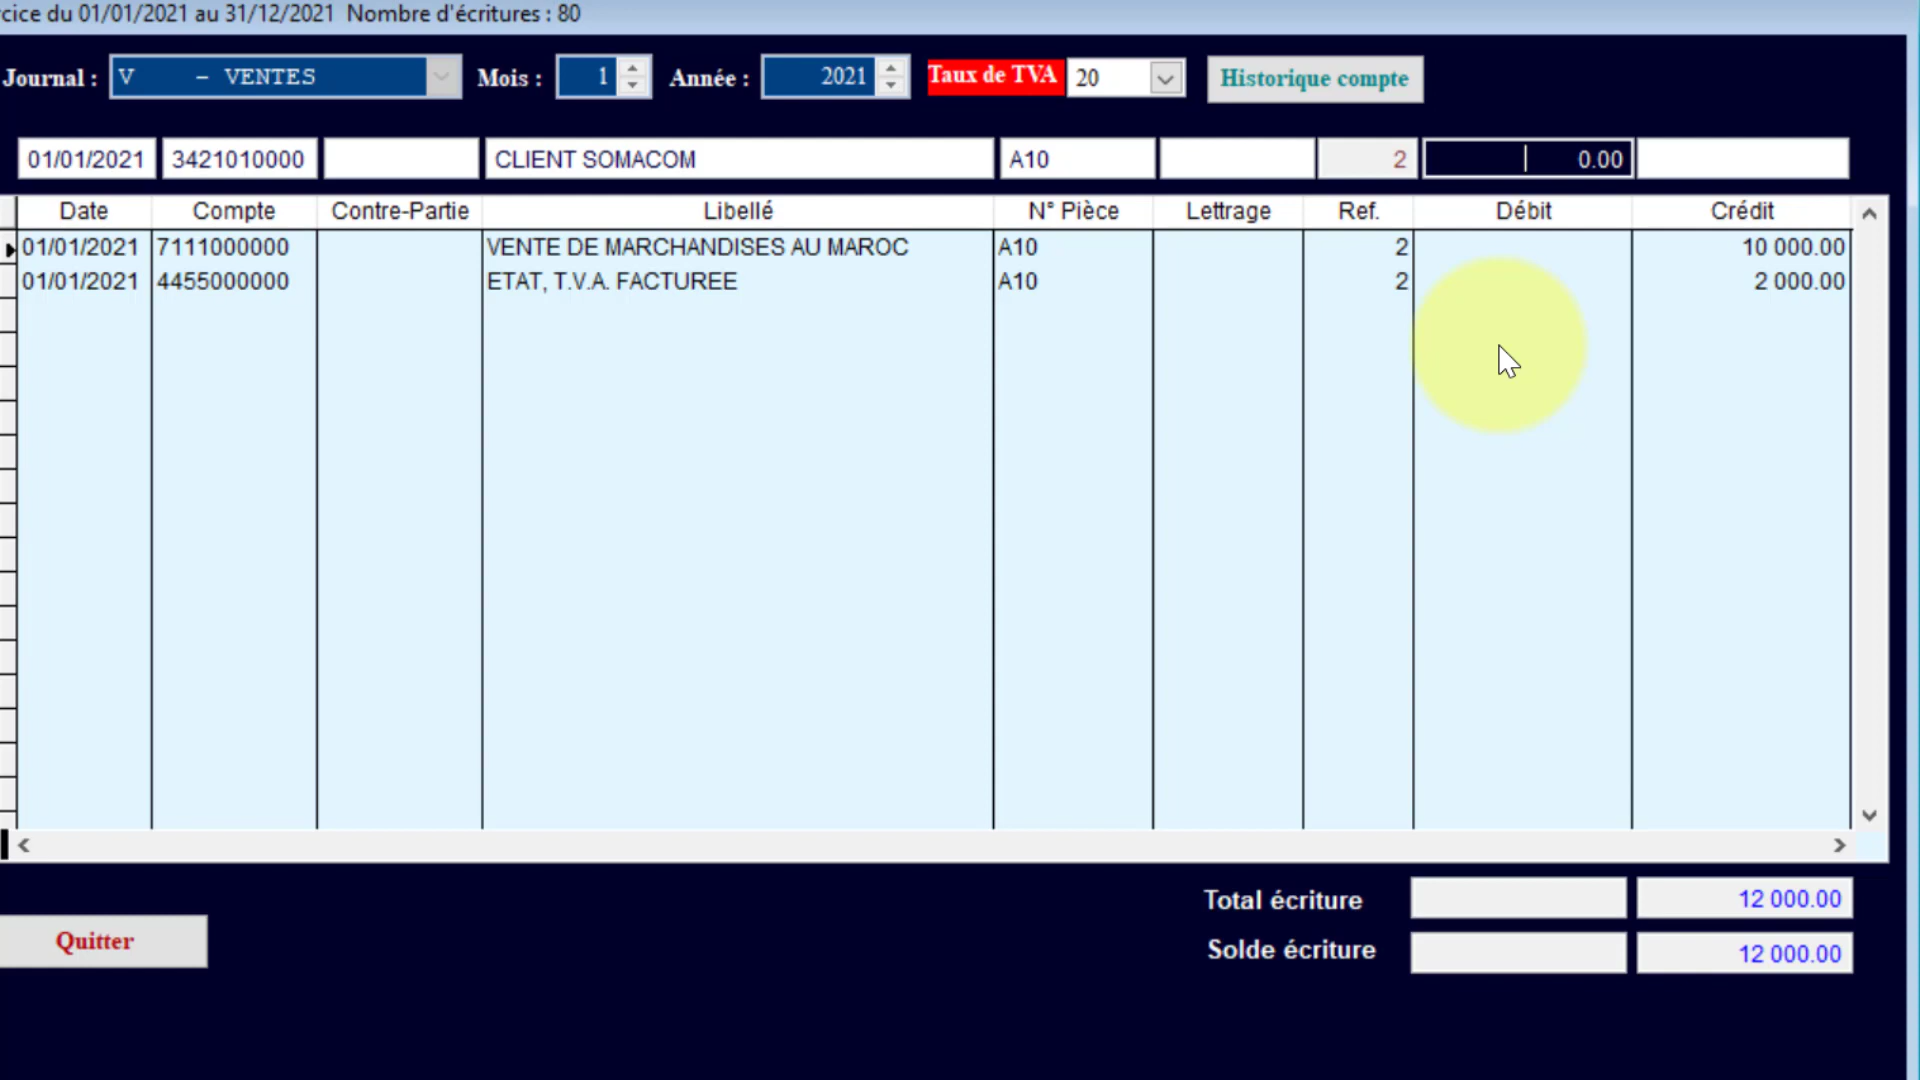 cice du 01/01/2021 au 31/12/2021 Nombre d'écritures : 80
Journal : V - VENTES Mois : 1 Année : 2021 Taux de TVA 20 Historique compte
01/01/2021 3421010000 CLIENT SOMACOM A10 2 0.00
Date Compte Contre-Partie Libellé N° Pièce Lettrage Ref. Débit Crédit
01/01/2021 7111000000 VENTE DE MARCHANDISES AU MAROC A10 2 10 000.00
01/01/2021 4455000000 ETAT, T.V.A. FACTUREE A10 2 2 000.00
Total écriture 12 000.00
Quitter
Solde écriture 12 000.00